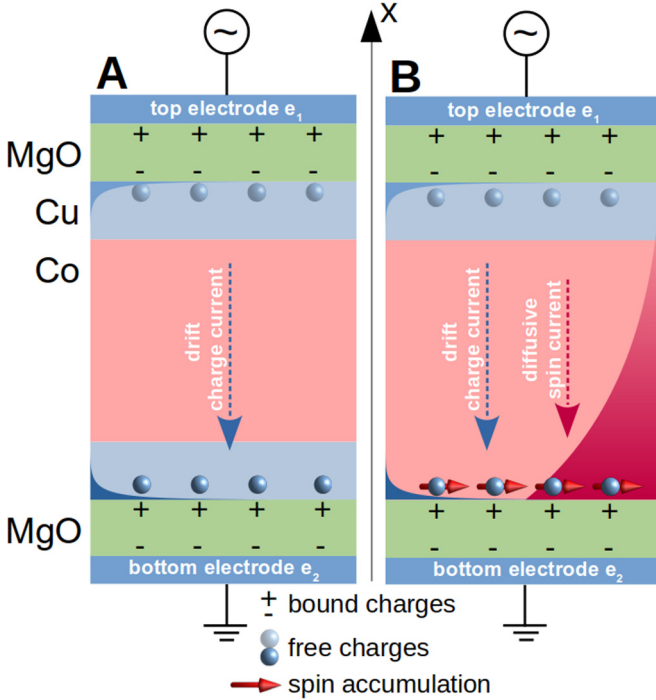 ~
x
~
A
B
top electrode e₁
top electrode e₁
+ + + +
+ + + +
MgO
- - - -
- - - -
Cu
Co
drift
charge current
drift
charge current
diffusive
spin current
MgO
+ + + +
+ + + +
- - - -
- - - -
bottom electrode e₂
bottom electrode e₂
+
-
bound charges
free charges
spin accumulation